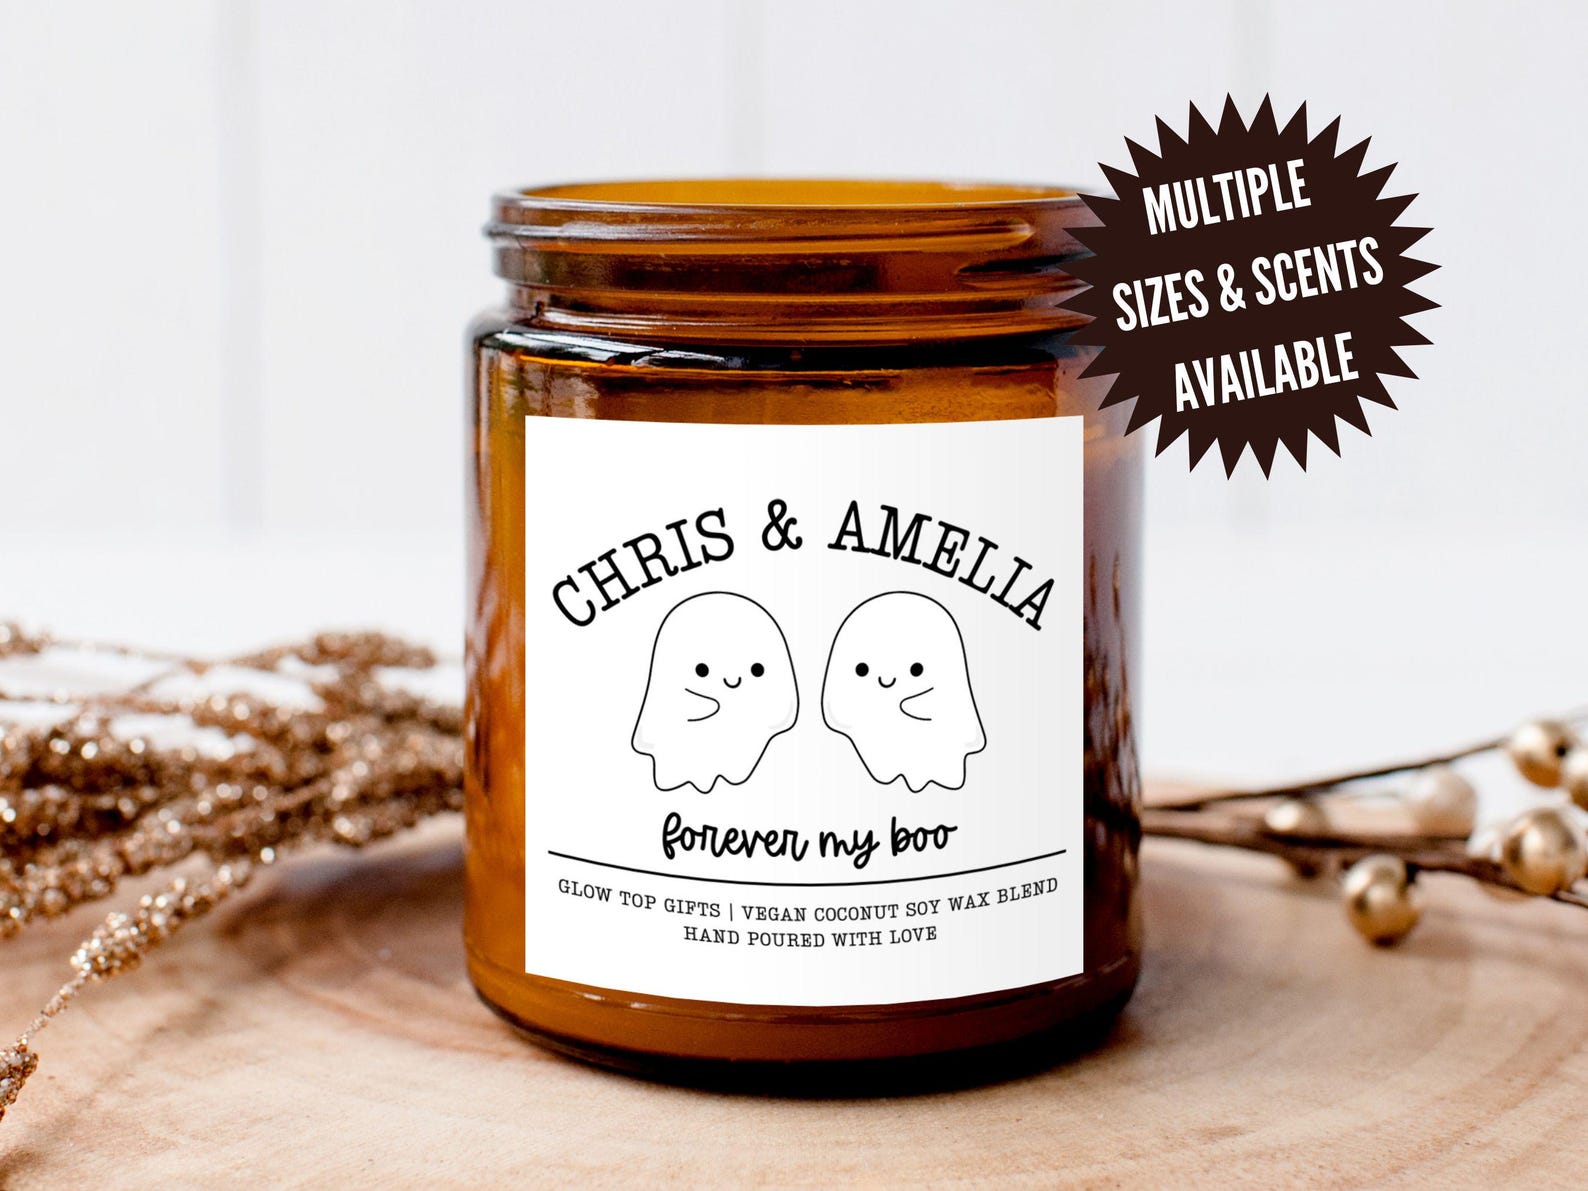 CHRIS & AMELIA
forever my boo
GLOW TOP GIFTS | VEGAN COCONUT SOY WAX BLEND
HAND POURED WITH LOVE
MULTIPLE
SIZES & SCENTS
AVAILABLE